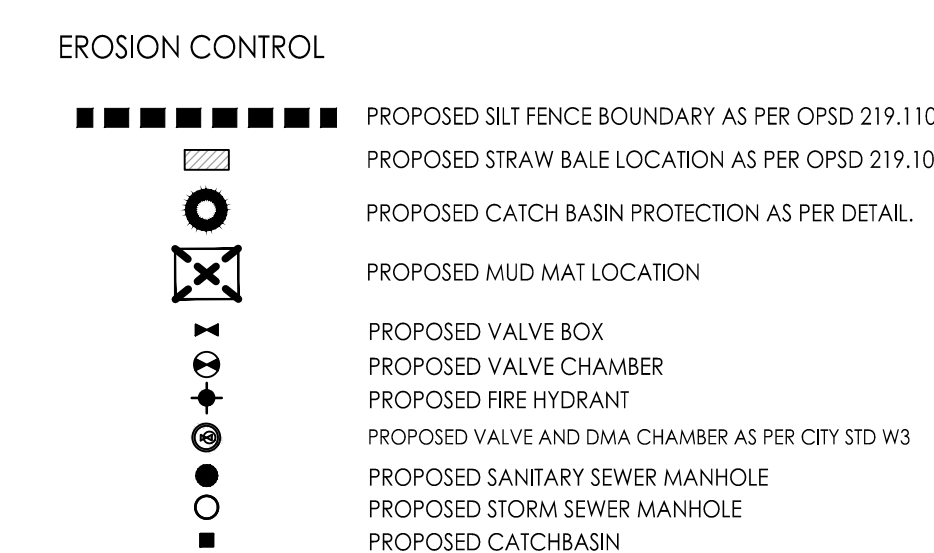 EROSION CONTROL
PROPOSED SILT FENCE BOUNDARY AS PER OPSD 219.110
PROPOSED STRAW BALE LOCATION AS PER OPSD 219.10
PROPOSED CATCH BASIN PROTECTION AS PER DETAIL.
PROPOSED MUD MAT LOCATION
PROPOSED VALVE BOX
PROPOSED VALVE CHAMBER
PROPOSED FIRE HYDRANT
PROPOSED VALVE AND DMA CHAMBER AS PER CITY STD W3
PROPOSED SANITARY SEWER MANHOLE
PROPOSED STORM SEWER MANHOLE
PROPOSED CATCHBASIN